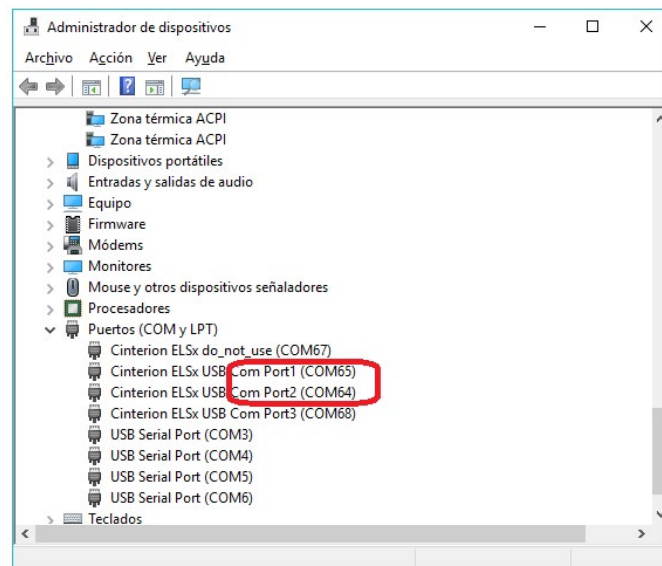 Administrador de dispositivos
Archivo Acción Ver Ayuda
Zona térmica ACPI
Zona térmica ACPI
Dispositivos portátiles
Entradas y salidas de audio
Equipo
Firmware
Módems
Monitores
Mouse y otros dispositivos señaladores
Procesadores
Puertos (COM y LPT)
Cinterion ELSx do_not_use (COM67)
Cinterion ELSx USB Com Port1 (COM65)
Cinterion ELSx USB Com Port2 (COM64)
Cinterion ELSx USB Com Port3 (COM68)
USB Serial Port (COM3)
USB Serial Port (COM4)
USB Serial Port (COM5)
USB Serial Port (COM6)
Teclados